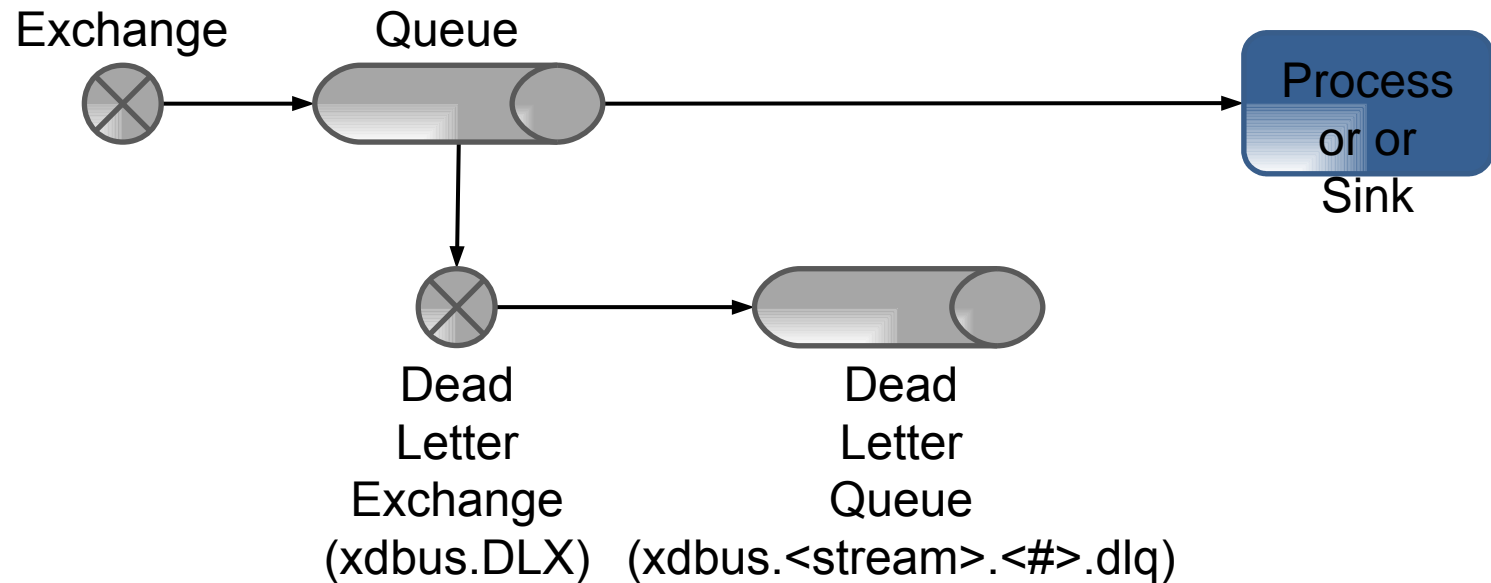 Exchange
Queue
Process
or or
Sink
Dead
Letter
Exchange
(xdbus.DLX)
Dead
Letter
Queue
(xdbus.<stream>.<#>.dlq)